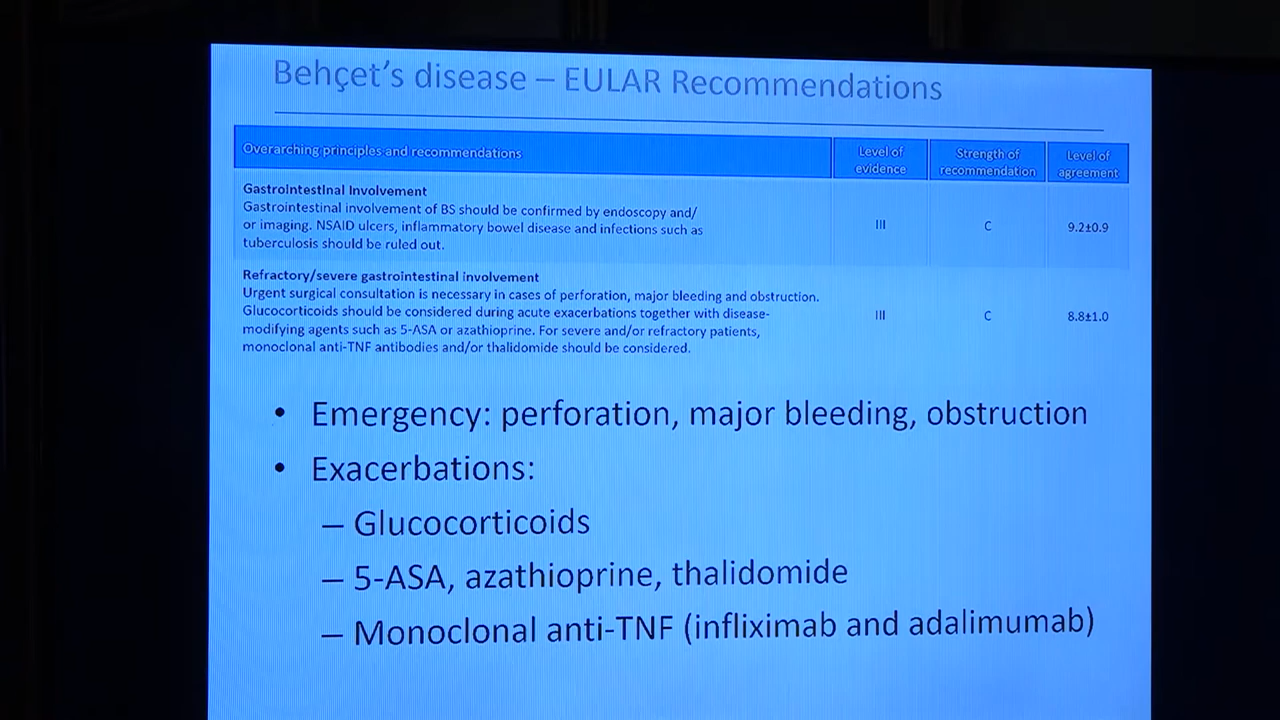 Behçet's disease – EULAR Recommendations
Overarching principles and recommendations
Level of
evidence
Strength of
recommendation
Level of
agreement
Gastrointestinal involvement
Gastrointestinal involvement of BS should be confirmed by endoscopy and/
or imaging. NSAID ulcers, inflammatory bowel disease and infections such as
tuberculosis should be ruled out.
III
C
9.2±0.9
Refractory/severe gastrointestinal involvement
Urgent surgical consultation is necessary in cases of perforation, major bleeding and obstruction.
Glucocorticoids should be considered during acute exacerbations together with disease-
modifying agents such as 5-ASA or azathioprine. For severe and/or refractory patients,
monoclonal anti-TNF antibodies and/or thalidomide should be considered.
III
C
8.8±1.0
• Emergency: perforation, major bleeding, obstruction
• Exacerbations:
– Glucocorticoids
– 5-ASA, azathioprine, thalidomide
– Monoclonal anti-TNF (infliximab and adalimumab)